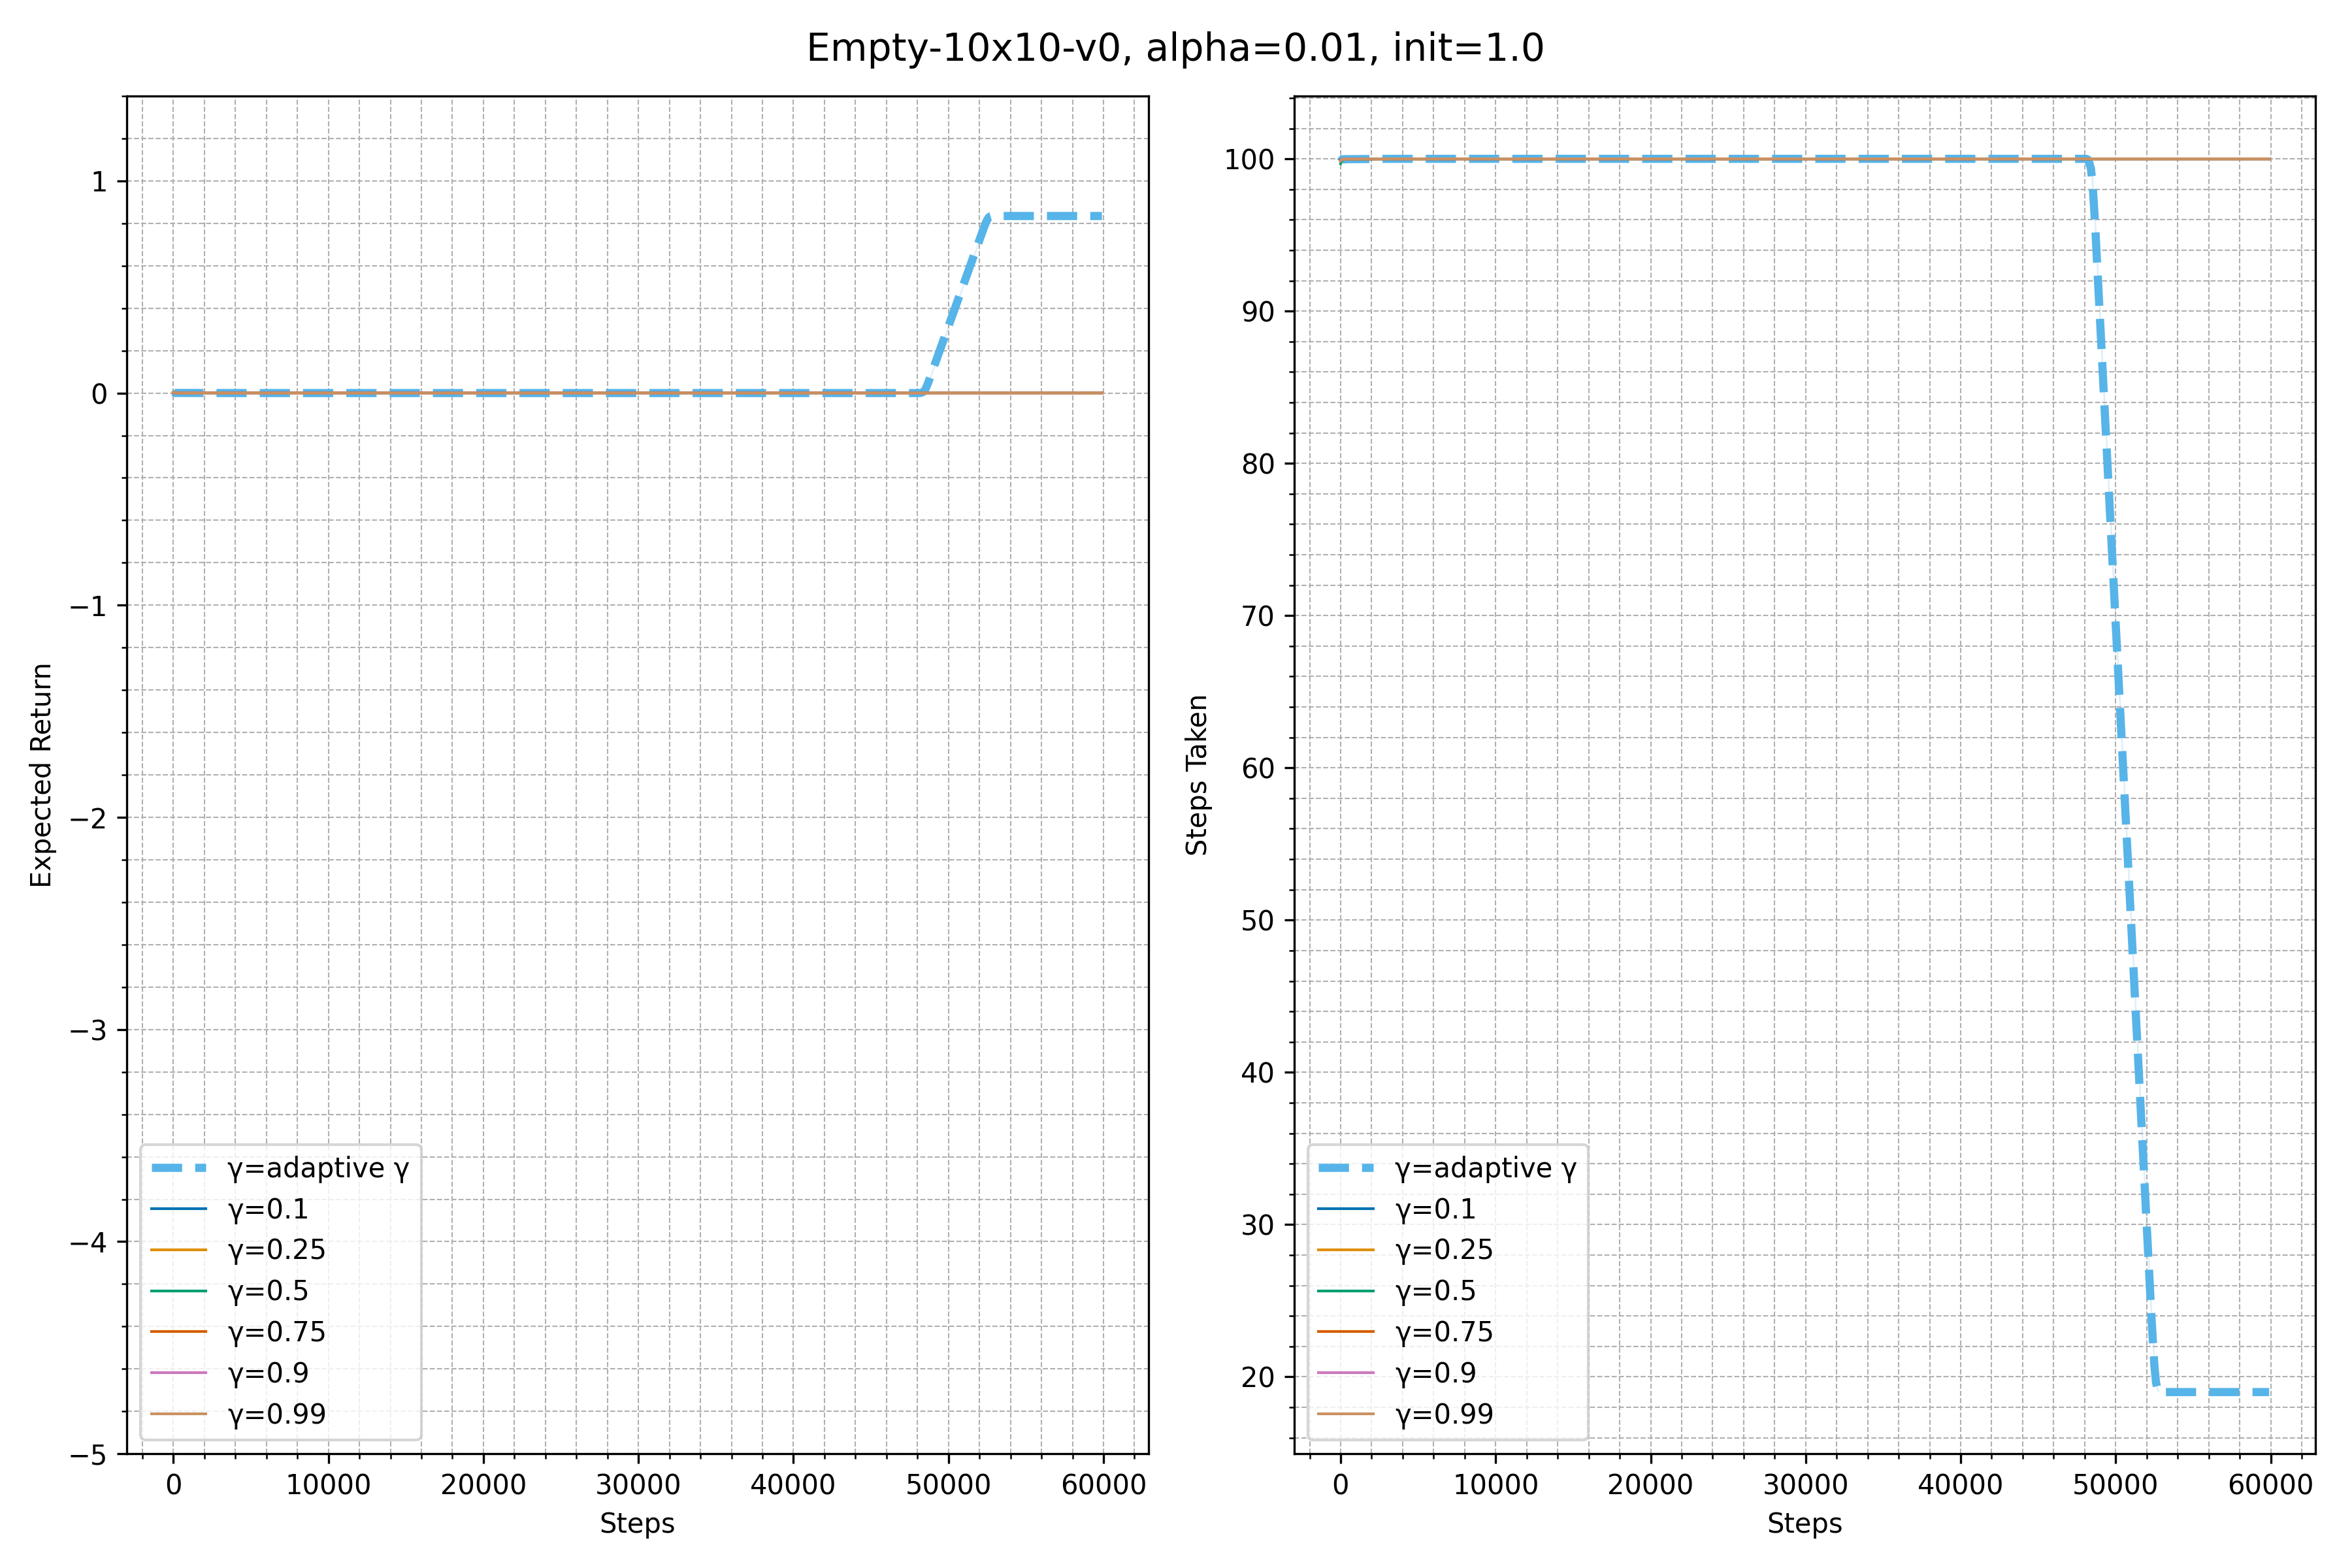 Empty-10x10-v0, alpha=0.01, init=1.0
1
0
−1
−2
−3
−4
−5
Expected Return
γ=adaptive γ
γ=0.1
γ=0.25
γ=0.5
γ=0.75
γ=0.9
γ=0.99
0 10000 20000 30000 40000 50000 60000
Steps
100
90
80
70
60
50
40
30
20
Steps Taken
γ=adaptive γ
γ=0.1
γ=0.25
γ=0.5
γ=0.75
γ=0.9
γ=0.99
0 10000 20000 30000 40000 50000 60000
Steps